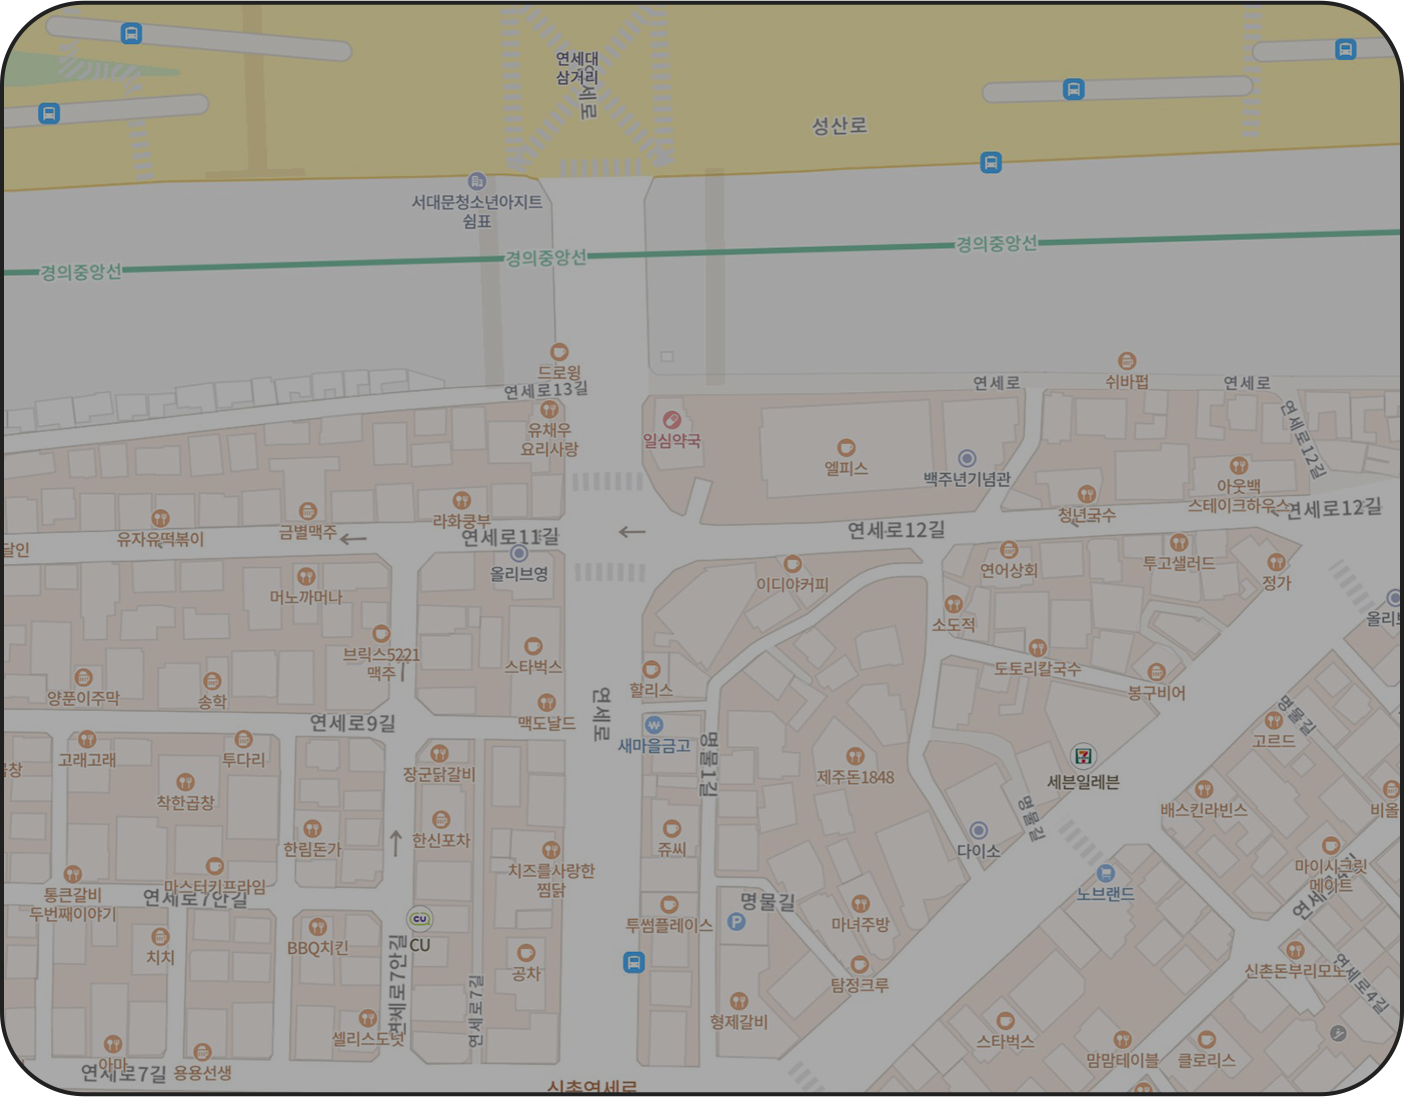 연세대
삼거리
연세로
성산로
서대문청소년아지트
쉼표
경의중앙선
경의중앙선
경의중앙선
드로윙
연세로13길
연세로
쉬바펍
연세로
연세로12길
유채우
요리사랑
일심약국
엘피스
백주년기념관
아웃백
스테이크하우스
청년국수
연세로12길
유자유떡볶이
금별맥주
라화쿵부
연세로11길
연세로12길
달인
올리브영
이디야커피
연어상회
투고샐러드
정가
머노까머나
소도적
올리브
브릭스5221
맥주
스타벅스
도토리칼국수
할리스
봉구비어
양푼이주막
송학
맥도날드
연세로
명물길
연세로9길
새마을금고
고르드
고래고래
투다리
장군닭갈비
명물1길
제주돈1848
세븐일레븐
착한곱창
배스킨라빈스
비올
한림돈가
한신포차
쥬씨
명물길
다이소
통큰갈비
두번째이야기
마스터키프라임
연세로7안길
치즈를사랑한
찜닭
노브랜드
마이시크릿
메이트
명물길
투썸플레이스
P
마녀주방
치치
BBQ치킨
CU
CU
공차
연세로7안길
연세로7길
탐정크루
신촌돈부리모노
연세로4길
형제갈비
셀리스도넛
스타벅스
맘맘테이블
클로리스
아마
연세로7길
용용선생
신촌연세로